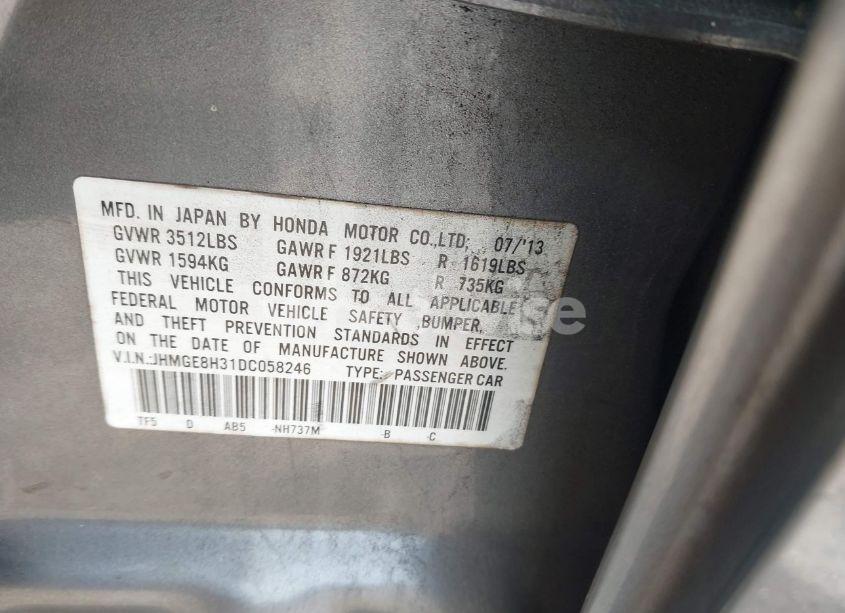 MFD. IN JAPAN BY HONDA MOTOR CO.,LTD; 07/'13
GVWR 3512LBS GAWR F 1921LBS R 1619LBS
GVWR 1594KG GAWR F 872KG R 735KG
THIS VEHICLE CONFORMS TO ALL APPLICABLE
FEDERAL MOTOR VEHICLE SAFETY ,BUMPER,
AND THEFT PREVENTION STANDARDS IN EFFECT
ON THE DATE OF MANUFACTURE SHOWN ABOVE.
V.I.N.:JHMGE8H31DC058246 TYPE: PASSENGER CAR
TF5 D AB5 -NH737M -B -C